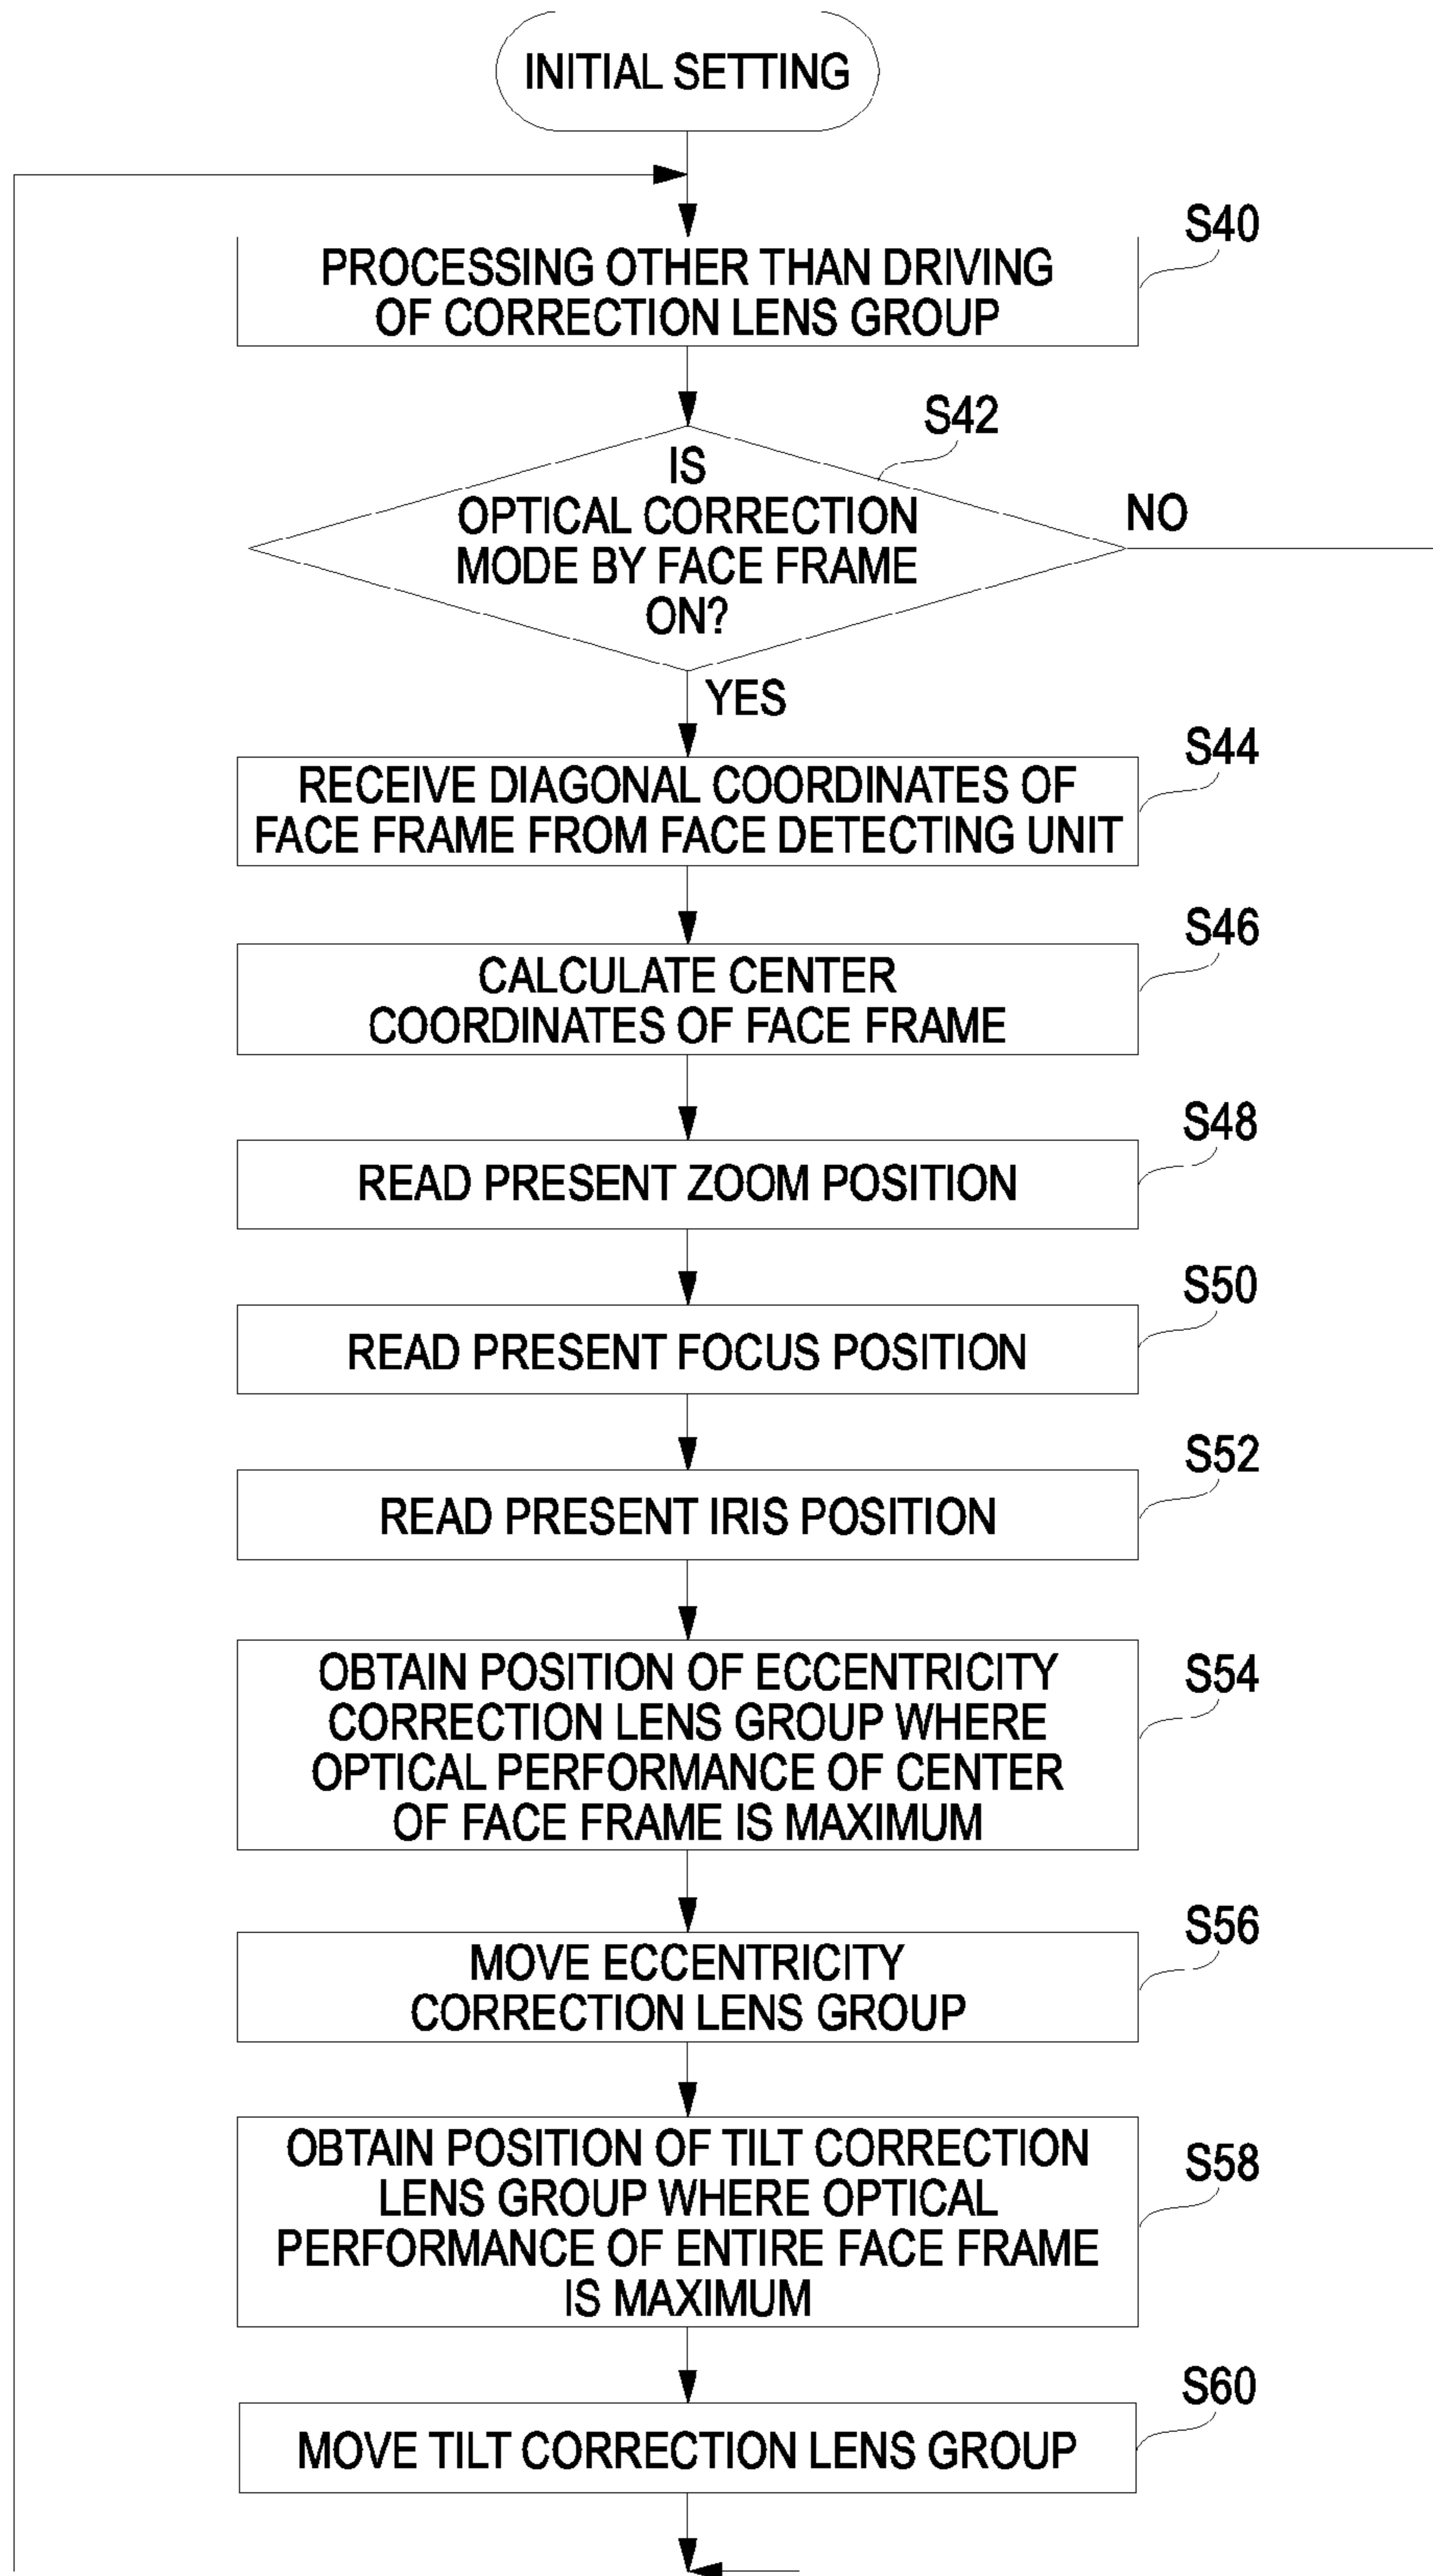 INITIAL SETTING
S40
PROCESSING OTHER THAN DRIVING
OF CORRECTION LENS GROUP
S42
IS
OPTICAL CORRECTION
MODE BY FACE FRAME
ON?
NO
YES
S44
RECEIVE DIAGONAL COORDINATES OF
FACE FRAME FROM FACE DETECTING UNIT
S46
CALCULATE CENTER
COORDINATES OF FACE FRAME
S48
READ PRESENT ZOOM POSITION
S50
READ PRESENT FOCUS POSITION
S52
READ PRESENT IRIS POSITION
S54
OBTAIN POSITION OF ECCENTRICITY
CORRECTION LENS GROUP WHERE
OPTICAL PERFORMANCE OF CENTER
OF FACE FRAME IS MAXIMUM
S56
MOVE ECCENTRICITY
CORRECTION LENS GROUP
S58
OBTAIN POSITION OF TILT CORRECTION
LENS GROUP WHERE OPTICAL
PERFORMANCE OF ENTIRE FACE FRAME
IS MAXIMUM
S60
MOVE TILT CORRECTION LENS GROUP